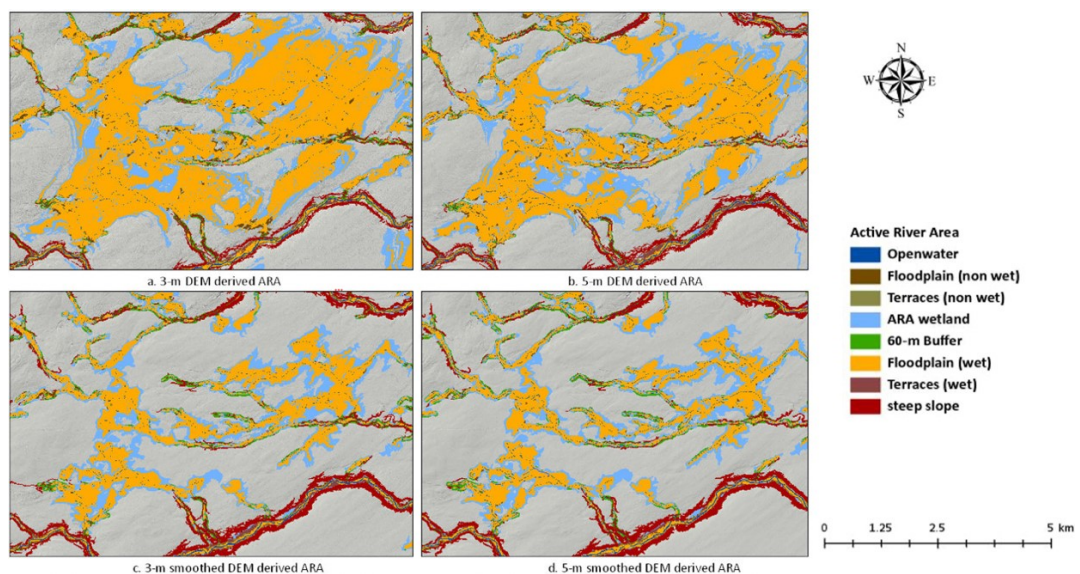 N
W E
S
a. 3-m DEM derived ARA
b. 5-m DEM derived ARA
Active River Area
Openwater
Floodplain (non wet)
Terraces (non wet)
ARA wetland
60-m Buffer
Floodplain (wet)
Terraces (wet)
steep slope
0 1.25 2.5 5 km
c. 3-m smoothed DEM derived ARA
d. 5-m smoothed DEM derived ARA